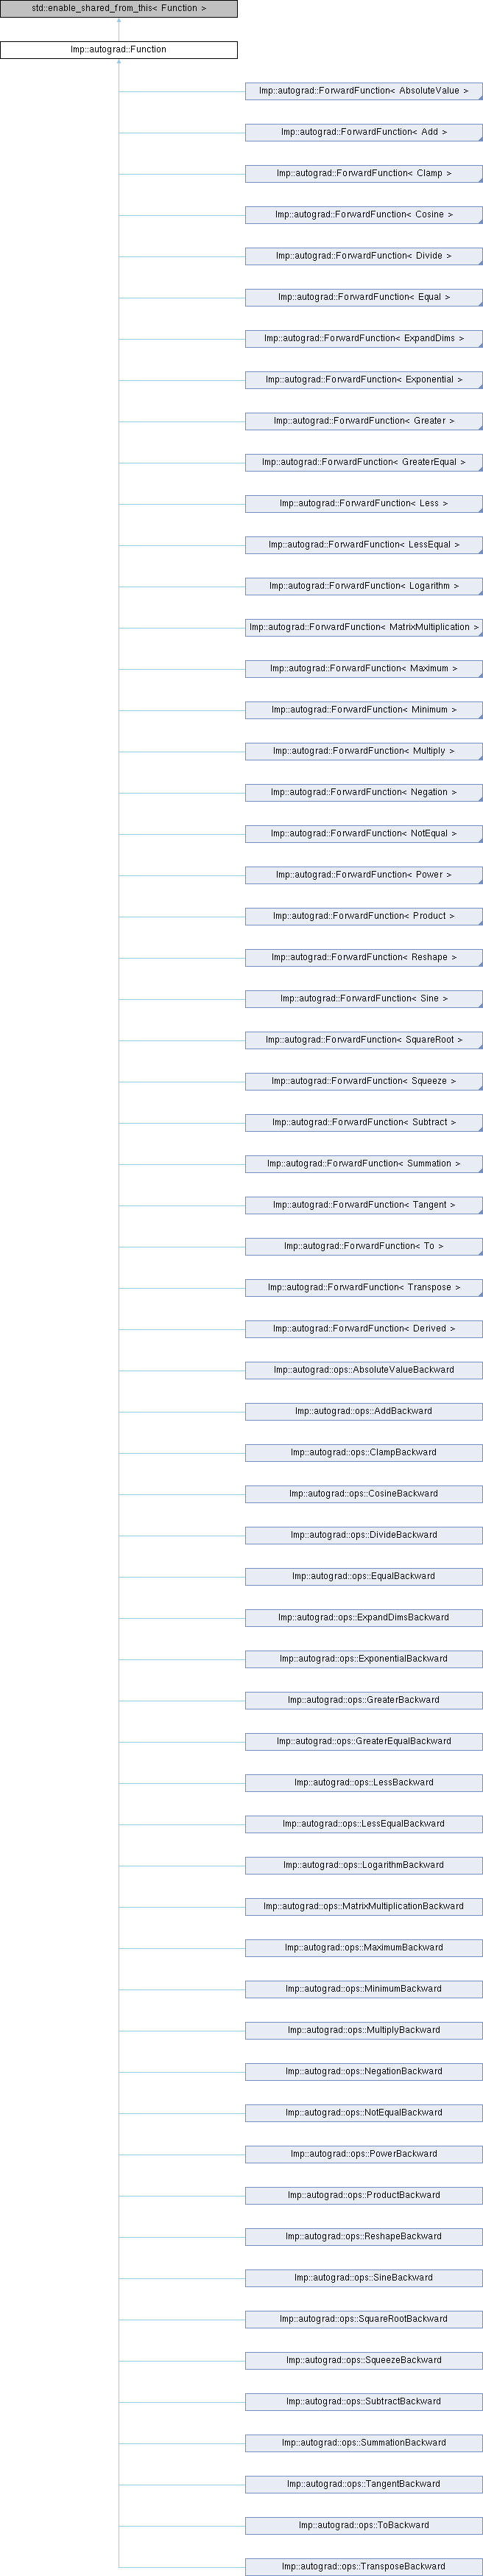 std::enable_shared_from_this< Function >
Imp::autograd::Function
Imp::autograd::ForwardFunction< AbsoluteValue >
Imp::autograd::ForwardFunction< Add >
Imp::autograd::ForwardFunction< Clamp >
Imp::autograd::ForwardFunction< Cosine >
Imp::autograd::ForwardFunction< Divide >
Imp::autograd::ForwardFunction< Equal >
Imp::autograd::ForwardFunction< ExpandDims >
Imp::autograd::ForwardFunction< Exponential >
Imp::autograd::ForwardFunction< Greater >
Imp::autograd::ForwardFunction< GreaterEqual >
Imp::autograd::ForwardFunction< Less >
Imp::autograd::ForwardFunction< LessEqual >
Imp::autograd::ForwardFunction< Logarithm >
Imp::autograd::ForwardFunction< MatrixMultiplication >
Imp::autograd::ForwardFunction< Maximum >
Imp::autograd::ForwardFunction< Minimum >
Imp::autograd::ForwardFunction< Multiply >
Imp::autograd::ForwardFunction< Negation >
Imp::autograd::ForwardFunction< NotEqual >
Imp::autograd::ForwardFunction< Power >
Imp::autograd::ForwardFunction< Product >
Imp::autograd::ForwardFunction< Reshape >
Imp::autograd::ForwardFunction< Sine >
Imp::autograd::ForwardFunction< SquareRoot >
Imp::autograd::ForwardFunction< Squeeze >
Imp::autograd::ForwardFunction< Subtract >
Imp::autograd::ForwardFunction< Summation >
Imp::autograd::ForwardFunction< Tangent >
Imp::autograd::ForwardFunction< To >
Imp::autograd::ForwardFunction< Transpose >
Imp::autograd::ForwardFunction< Derived >
Imp::autograd::ops::AbsoluteValueBackward
Imp::autograd::ops::AddBackward
Imp::autograd::ops::ClampBackward
Imp::autograd::ops::CosineBackward
Imp::autograd::ops::DivideBackward
Imp::autograd::ops::EqualBackward
Imp::autograd::ops::ExpandDimsBackward
Imp::autograd::ops::ExponentialBackward
Imp::autograd::ops::GreaterBackward
Imp::autograd::ops::GreaterEqualBackward
Imp::autograd::ops::LessBackward
Imp::autograd::ops::LessEqualBackward
Imp::autograd::ops::LogarithmBackward
Imp::autograd::ops::MatrixMultiplicationBackward
Imp::autograd::ops::MaximumBackward
Imp::autograd::ops::MinimumBackward
Imp::autograd::ops::MultiplyBackward
Imp::autograd::ops::NegationBackward
Imp::autograd::ops::NotEqualBackward
Imp::autograd::ops::PowerBackward
Imp::autograd::ops::ProductBackward
Imp::autograd::ops::ReshapeBackward
Imp::autograd::ops::SineBackward
Imp::autograd::ops::SquareRootBackward
Imp::autograd::ops::SqueezeBackward
Imp::autograd::ops::SubtractBackward
Imp::autograd::ops::SummationBackward
Imp::autograd::ops::TangentBackward
Imp::autograd::ops::ToBackward
Imp::autograd::ops::TransposeBackward